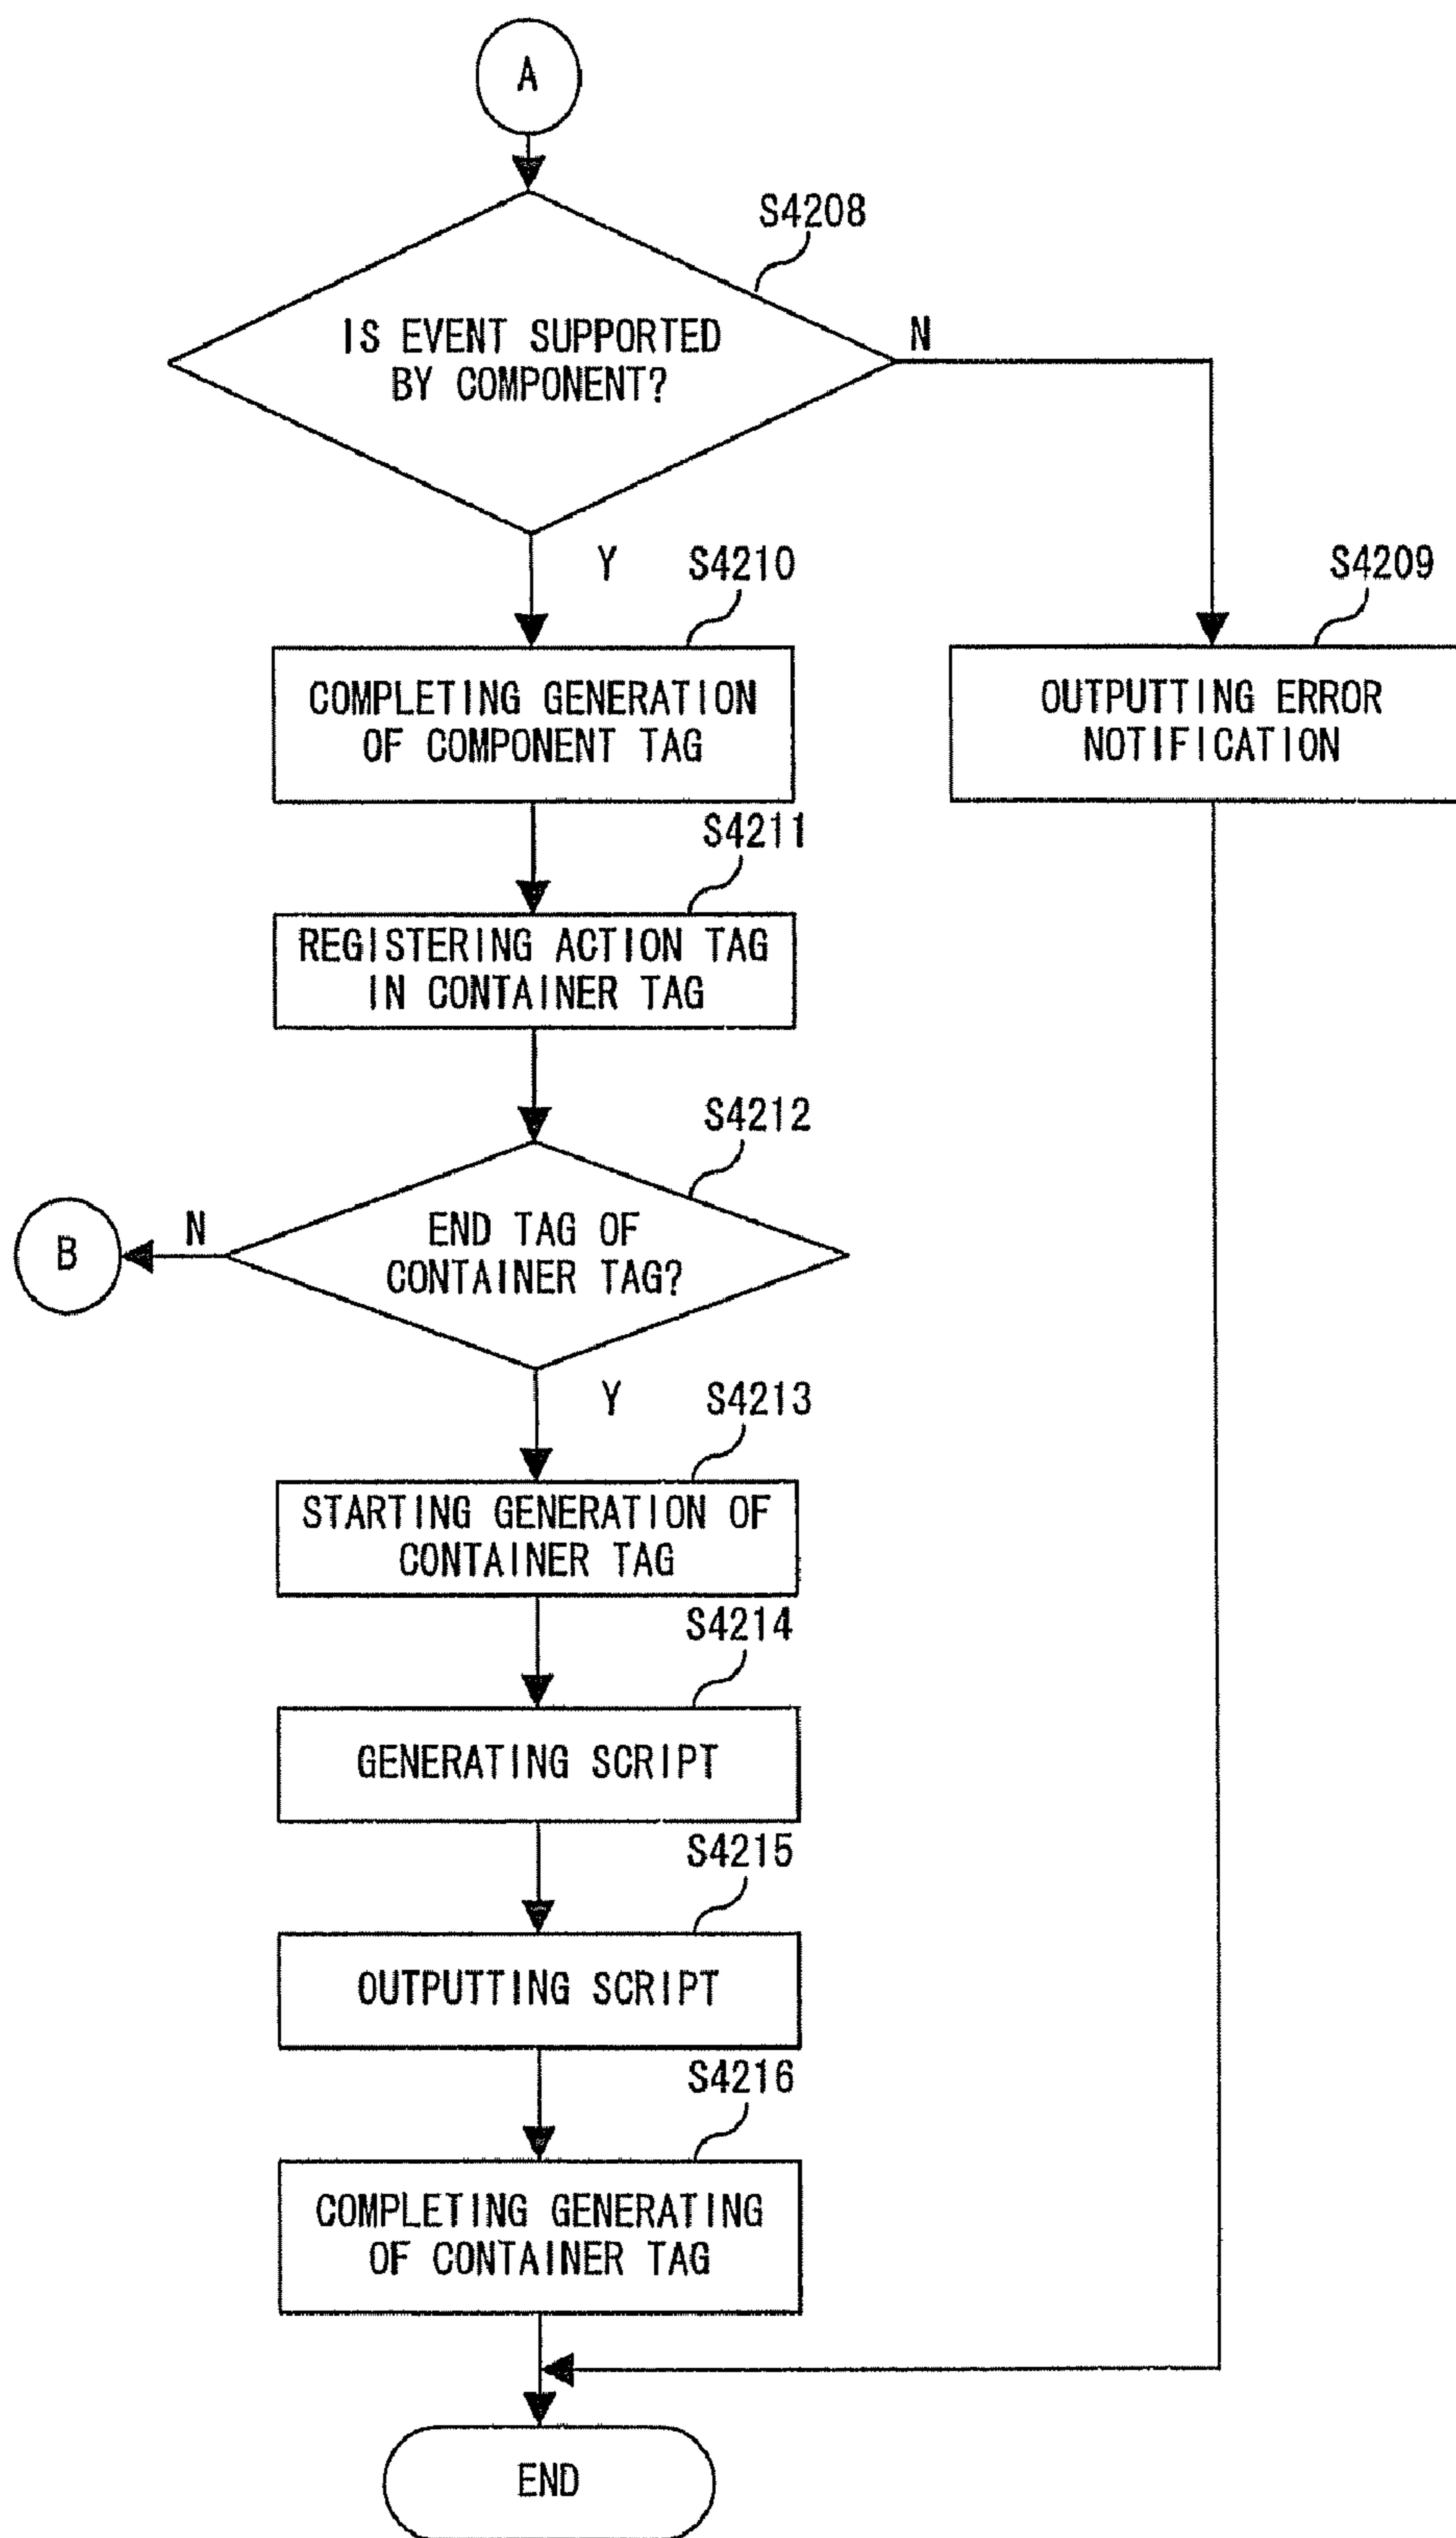 A
S4208
IS EVENT SUPPORTED
BY COMPONENT?
N
Y
S4210
S4209
COMPLETING GENERATION
OF COMPONENT TAG
OUTPUTTING ERROR
NOTIFICATION
S4211
REGISTERING ACTION TAG
IN CONTAINER TAG
S4212
B
N
END TAG OF
CONTAINER TAG?
Y
S4213
STARTING GENERATION OF
CONTAINER TAG
S4214
GENERATING SCRIPT
S4215
OUTPUTTING SCRIPT
S4216
COMPLETING GENERATING
OF CONTAINER TAG
END